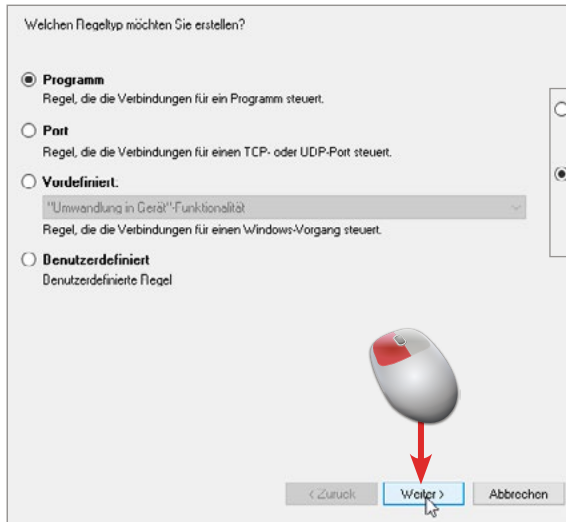 Welchen Regeltyp möchten Sie erstellen?
Programm
Regel, die die Verbindungen für ein Programm steuert.
Port
Regel, die die Verbindungen für einen TCP- oder UDP-Port steuert.
Vordefiniert:
"Umwandlung in Gerät"-Funktionalität
Regel, die die Verbindungen für einen Windows-Vorgang steuert.
Benutzerdefiniert
Benutzerdefinierte Regel
< Zurück Weiter > Abbrechen